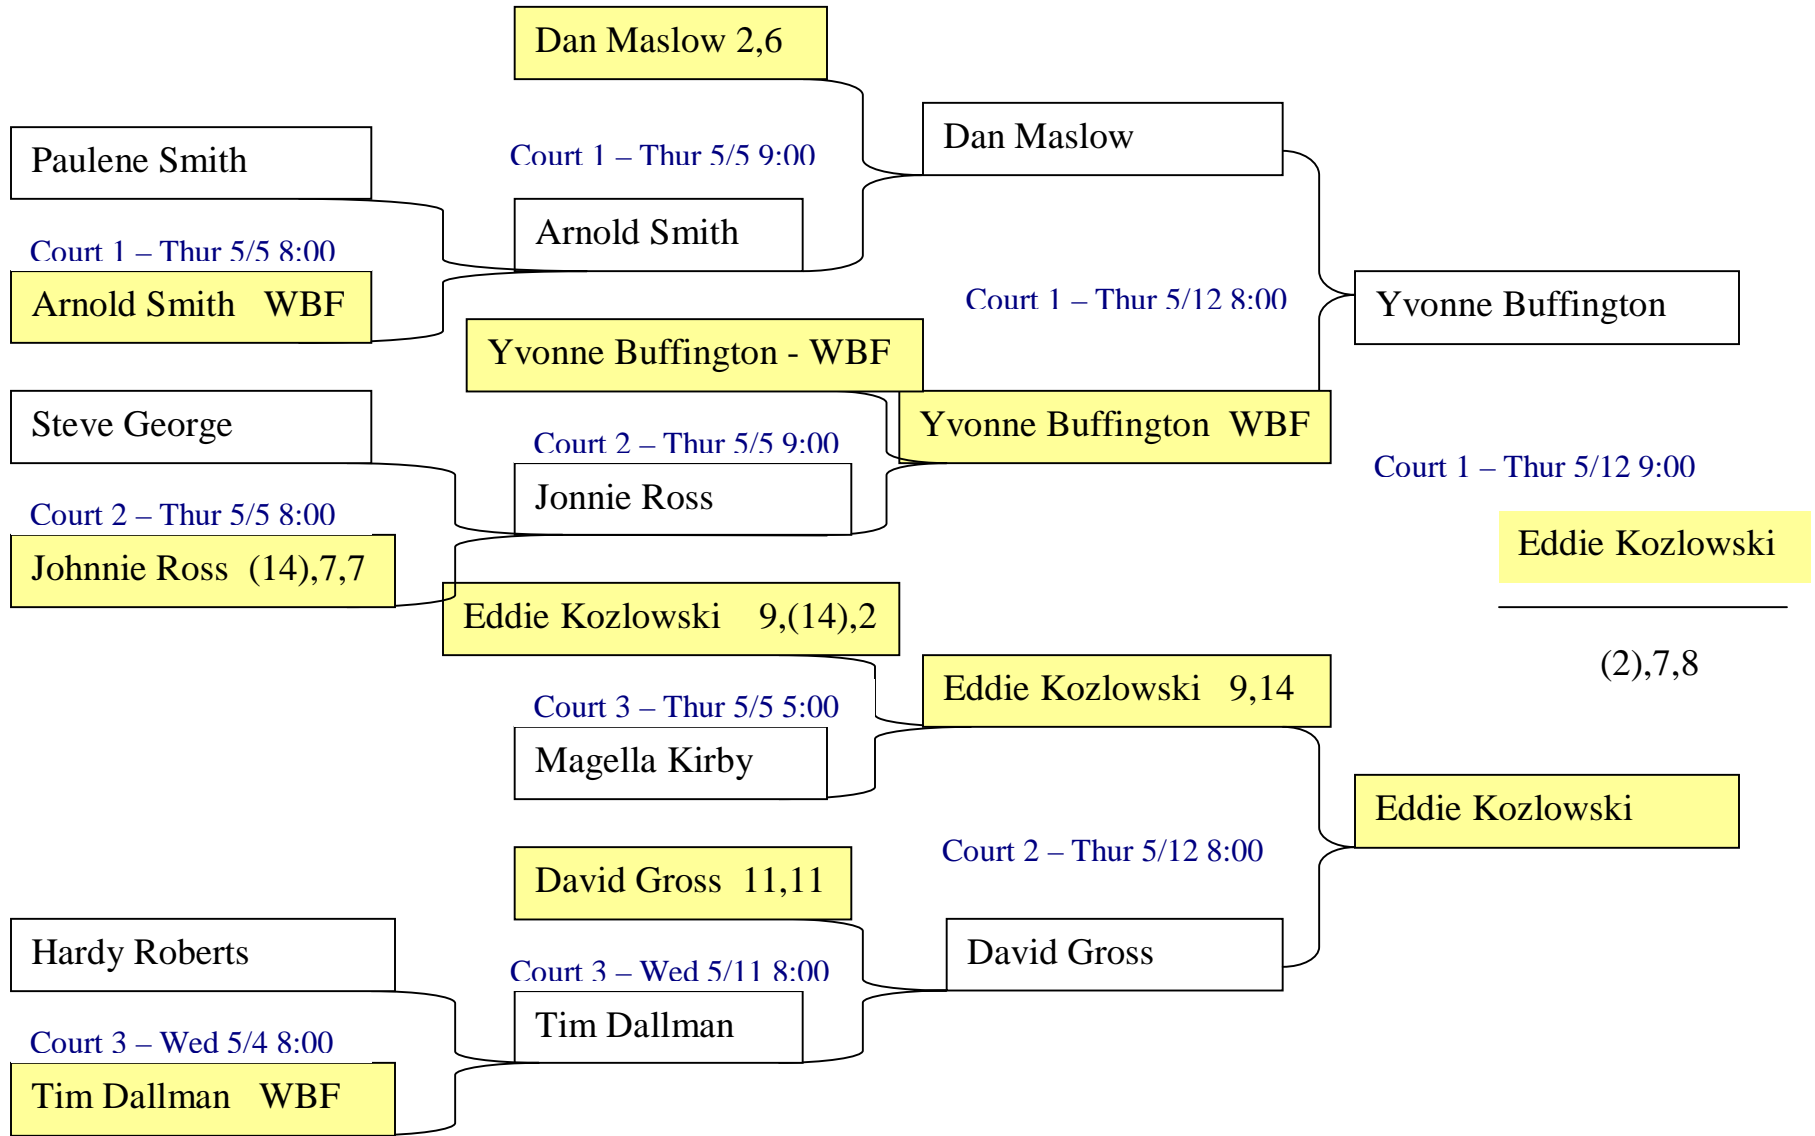 Dan Maslow 2,6
Paulene Smith
Court 1 – Thur 5/5 9:00
Dan Maslow
Court 1 – Thur 5/5 8:00
Arnold Smith
Arnold Smith WBF
Court 1 – Thur 5/12 8:00
Yvonne Buffington
Yvonne Buffington - WBF
Steve George
Court 2 – Thur 5/5 9:00
Yvonne Buffington WBF
Court 1 – Thur 5/12 9:00
Court 2 – Thur 5/5 8:00
Jonnie Ross
Eddie Kozlowski
Johnnie Ross (14),7,7
Eddie Kozlowski 9,(14),2
(2),7,8
Court 3 – Thur 5/5 5:00
Eddie Kozlowski 9,14
Magella Kirby
Eddie Kozlowski
David Gross 11,11
Court 2 – Thur 5/12 8:00
Hardy Roberts
Court 3 – Wed 5/11 8:00
David Gross
Court 3 – Wed 5/4 8:00
Tim Dallman
Tim Dallman WBF